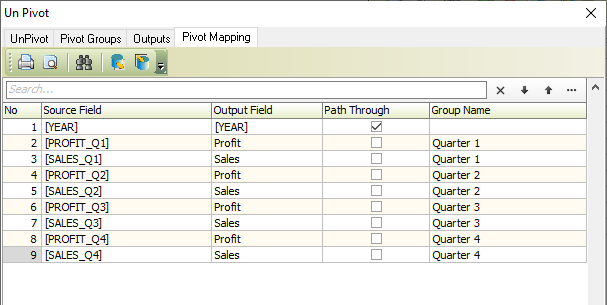 Un Pivot
UnPivot Pivot Groups Outputs Pivot Mapping
Search...
No Source Field Output Field Path Through Group Name
1 [YEAR] [YEAR]
2 [PROFIT_Q1] Profit Quarter 1
3 [SALES_Q1] Sales Quarter 1
4 [PROFIT_Q2] Profit Quarter 2
5 [SALES_Q2] Sales Quarter 2
6 [PROFIT_Q3] Profit Quarter 3
7 [SALES_Q3] Sales Quarter 3
8 [PROFIT_Q4] Profit Quarter 4
9 [SALES_Q4] Sales Quarter 4